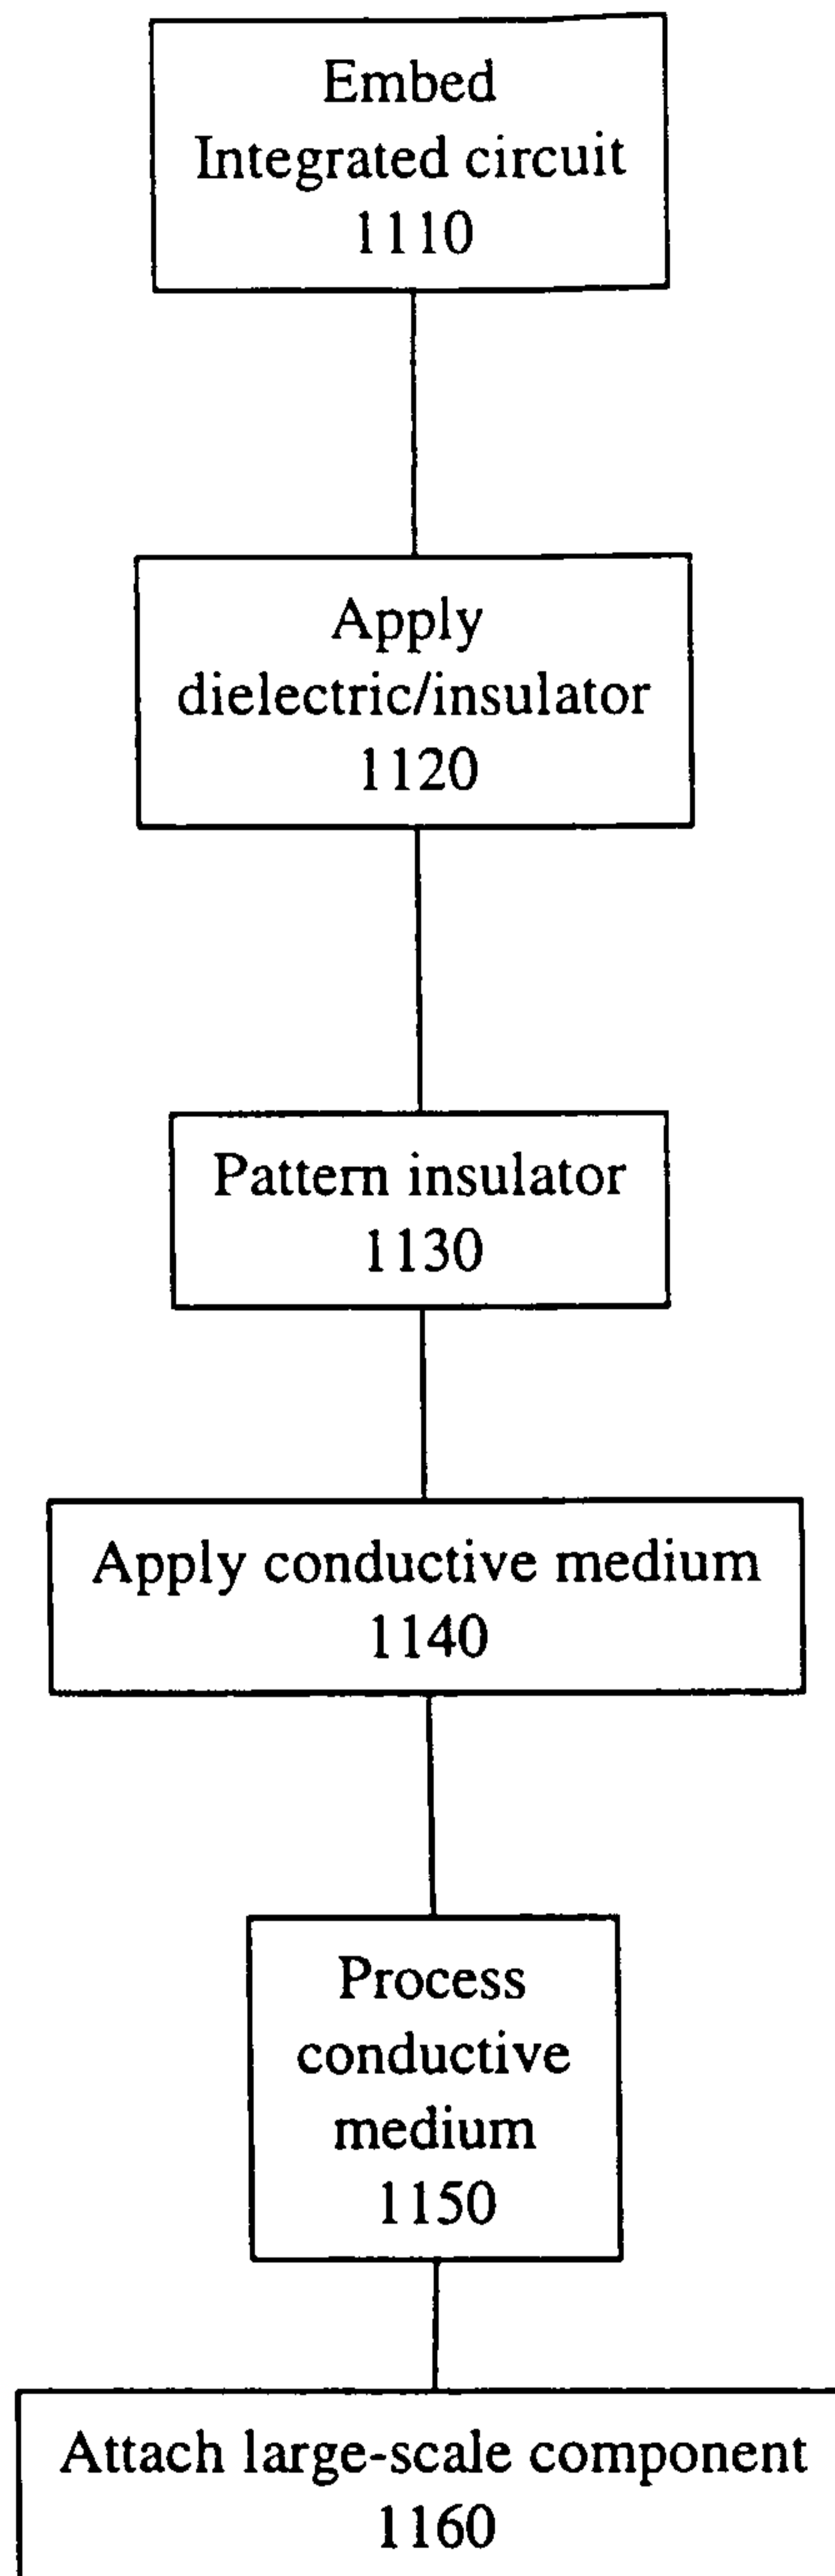 Embed
Integrated circuit
1110
Apply
dielectric/insulator
1120
Pattern insulator
1130
Apply conductive medium
1140
Process
conductive
medium
1150
Attach large-scale component
1160